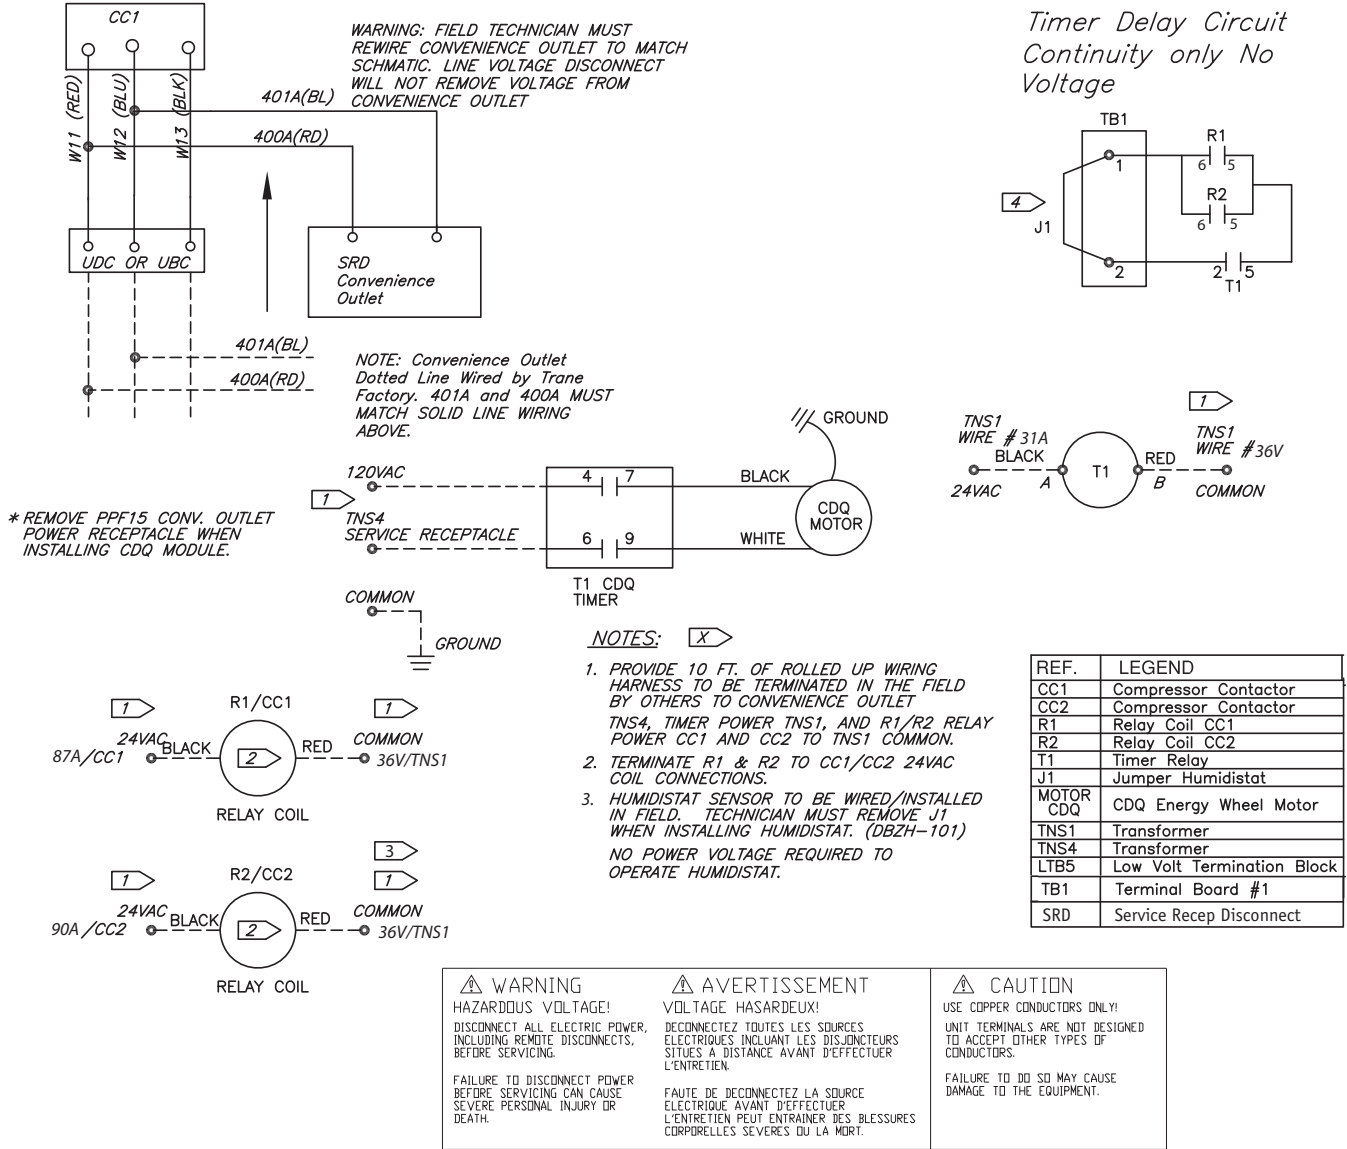 CC1
W11 (RED)
W12 (BLU)
W13 (BLK)
401A(BL)
400A(RD)
WARNING: FIELD TECHNICIAN MUST
REWIRE CONVENIENCE OUTLET TO MATCH
SCHMATIC. LINE VOLTAGE DISCONNECT
WILL NOT REMOVE VOLTAGE FROM
CONVENIENCE OUTLET
UDC OR UBC
SRD
Convenience
Outlet
401A(BL)
400A(RD)
NOTE: Convenience Outlet
Dotted Line Wired by Trane
Factory. 401A and 400A MUST
MATCH SOLID LINE WIRING
ABOVE.
Timer Delay Circuit
Continuity only No
Voltage
TB1
1
2
4
J1
R1
6 5
R2
6 5
2 5
T1
1
TNS1
WIRE #31A
BLACK
24VAC
A
T1
B
RED
TNS1
WIRE #36V
COMMON
* REMOVE PPF15 CONV. OUTLET
POWER RECEPTACLE WHEN
INSTALLING CDQ MODULE.
1
120VAC
TNS4
SERVICE RECEPTACLE
4 7
6 9
T1 CDQ
TIMER
BLACK
WHITE
GROUND
CDQ
MOTOR
COMMON
GROUND
1
R1/CC1
1
24VAC
87A/CC1
BLACK
2
RED
COMMON
36V/TNS1
RELAY COIL
3
1
R2/CC2
1
24VAC
90A/CC2
BLACK
2
RED
COMMON
36V/TNS1
RELAY COIL
NOTES: X
1. PROVIDE 10 FT. OF ROLLED UP WIRING
HARNESS TO BE TERMINATED IN THE FIELD
BY OTHERS TO CONVENIENCE OUTLET
TNS4, TIMER POWER TNS1, AND R1/R2 RELAY
POWER CC1 AND CC2 TO TNS1 COMMON.
2. TERMINATE R1 & R2 TO CC1/CC2 24VAC
COIL CONNECTIONS.
3. HUMIDISTAT SENSOR TO BE WIRED/INSTALLED
IN FIELD. TECHNICIAN MUST REMOVE J1
WHEN INSTALLING HUMIDISTAT. (DBZH-101)
NO POWER VOLTAGE REQUIRED TO
OPERATE HUMIDISTAT.
REF. LEGEND
CC1 Compressor Contactor
CC2 Compressor Contactor
R1 Relay Coil CC1
R2 Relay Coil CC2
T1 Timer Relay
J1 Jumper Humidistat
MOTOR
CDQ CDQ Energy Wheel Motor
TNS1 Transformer
TNS4 Transformer
LTB5 Low Volt Termination Block
TB1 Terminal Board #1
SRD Service Recep Disconnect
WARNING
HAZARDOUS VOLTAGE!
DISCONNECT ALL ELECTRIC POWER,
INCLUDING REMOTE DISCONNECTS,
BEFORE SERVICING.
FAILURE TO DISCONNECT POWER
BEFORE SERVICING CAN CAUSE
SEVERE PERSONAL INJURY OR
DEATH.
AVERTISSEMENT
VOLTAGE HASARDEUX!
DECONNECTEZ TOUTES LES SOURCES
ELECTRIQUES INCLUANT LES DISJONCTEURS
SITUES A DISTANCE AVANT D'EFFECTUER
L'ENTRETIEN.
FAUTE DE DECONNECTEZ LA SOURCE
ELECTRIQUE AVANT D'EFFECTUER
L'ENTRETIEN PEUT ENTRAINER DES BLESSURES
CORPORELLES SEVERES OU LA MORT.
CAUTION
USE COPPER CONDUCTORS ONLY!
UNIT TERMINALS ARE NOT DESIGNED
TO ACCEPT OTHER TYPES OF
CONDUCTORS.
FAILURE TO DO SO MAY CAUSE
DAMAGE TO THE EQUIPMENT.